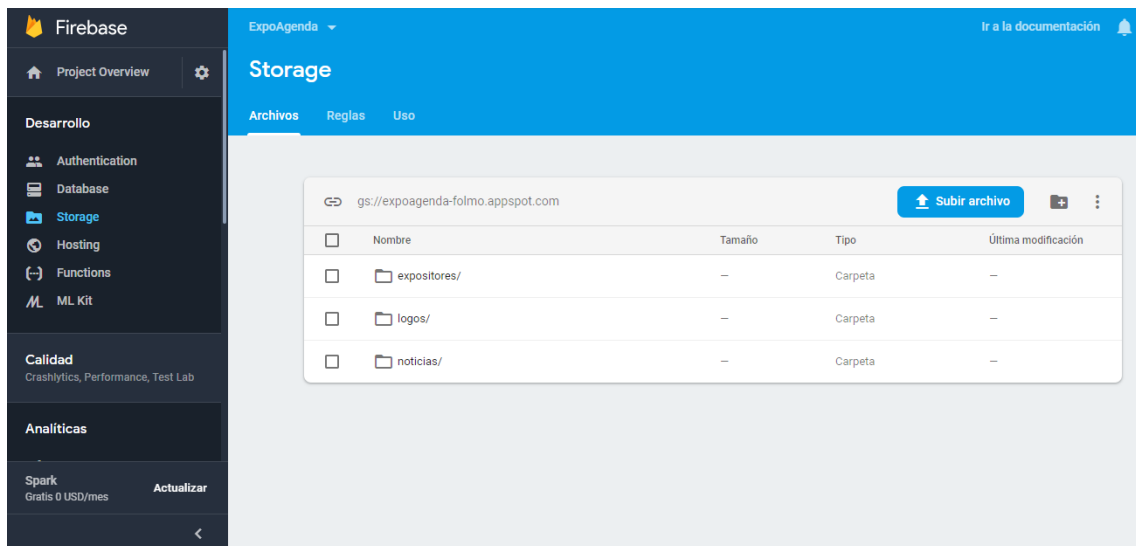 Firebase
Project Overview
Desarrollo
Authentication
Database
Storage
Hosting
Functions
ML Kit
Calidad
Crashlytics, Performance, Test Lab
Analíticas
Spark
Gratis 0 USD/mes
Actualizar
ExpoAgenda
Ir a la documentación
Storage
Archivos Reglas Uso
gs://expoagenda-folmo.appspot.com Subir archivo
Nombre Tamaño Tipo Última modificación
expositores/ — Carpeta —
logos/ — Carpeta —
noticias/ — Carpeta —